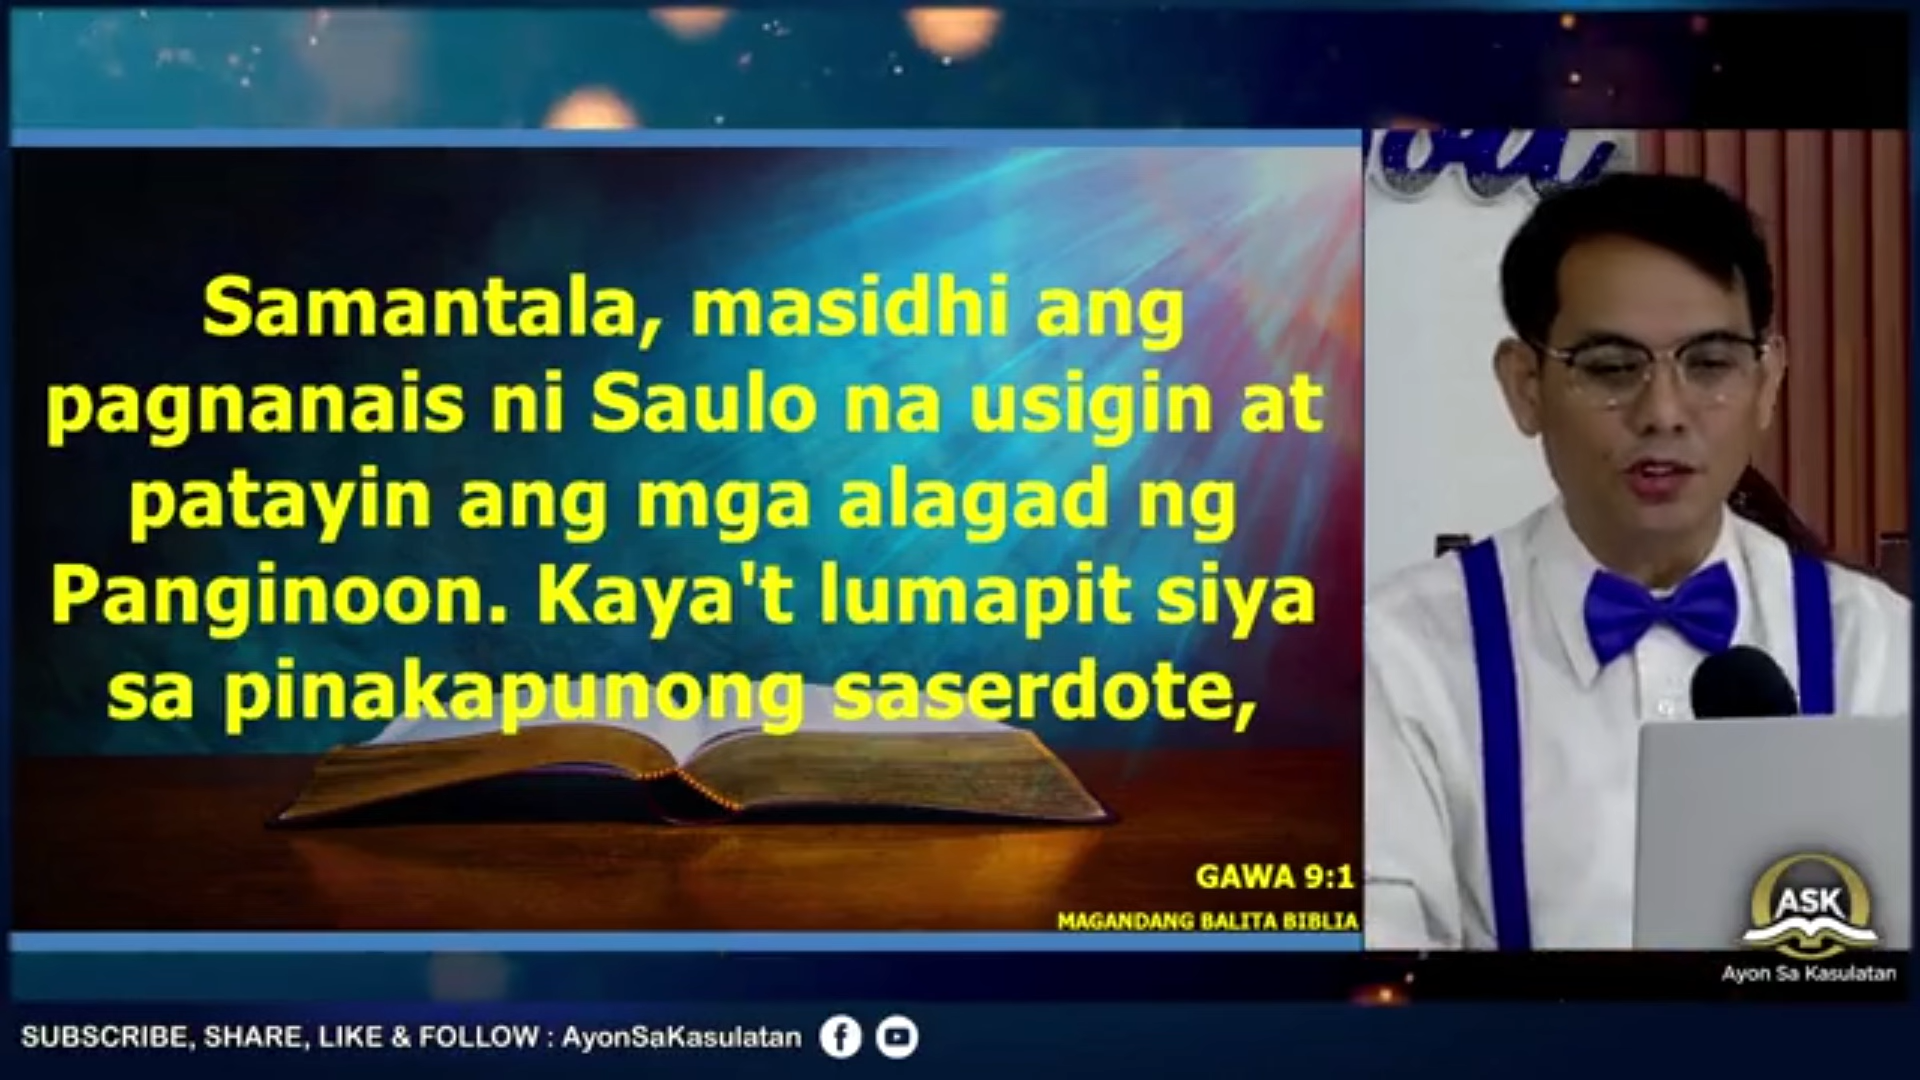 Samantala, masidhi ang
pagnanais ni Saulo na usigin at
patayin ang mga alagad ng
Panginoon. Kaya't lumapit siya
sa pinakapunong saserdote,
GAWA 9:1
MAGANDANG BALITA BIBLIA
ASK
Ayon Sa Kasulatan
SUBSCRIBE, SHARE, LIKE & FOLLOW : AyonSaKasulatan